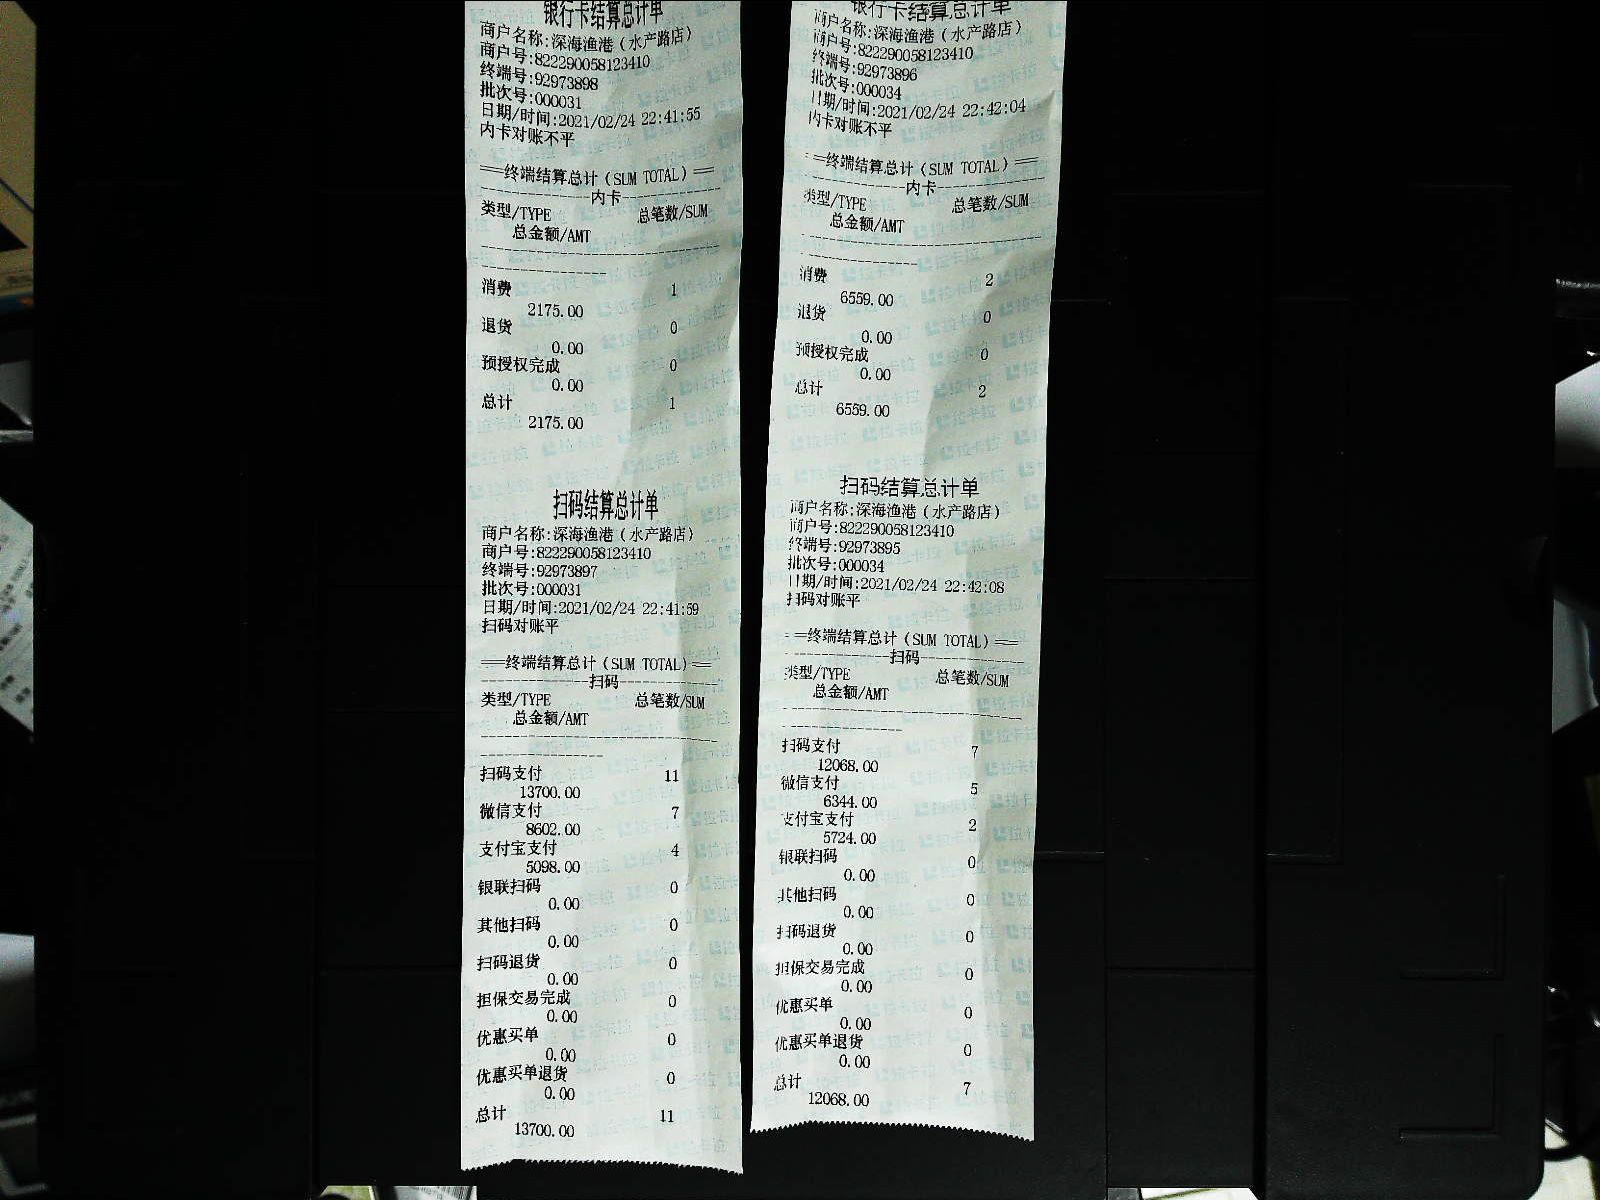 银行卡结算总计单
商户名称:深海渔港(水产路店)
商户号:822290058123410
终端号:92973898
批次号:000031
日期/时间:2021/02/24 22:41:55
内卡对账不平
==终端结算总计(SUM TOTAL)==
内卡
类型/TYPE 总笔数/SUM
总金额/AMT
消费 1
2175.00
退货 0
0.00
预授权完成 0
0.00
总计 1
2175.00
扫码结算总计单
商户名称:深海渔港(水产路店)
商户号:822290058123410
终端号:92973897
批次号:000031
日期/时间:2021/02/24 22:41:59
扫码对账平
==终端结算总计(SUM TOTAL)==
扫码
类型/TYPE 总笔数/SUM
总金额/AMT
扫码支付 11
13700.00
微信支付 7
8602.00
支付宝支付 4
5098.00
银联扫码 0
0.00
其他扫码 0
0.00
扫码退货 0
0.00
担保交易完成 0
0.00
优惠买单 0
0.00
优惠买单退货 0
0.00
总计 11
13700.00
银行卡结算总计单
商户名称:深海渔港(水产路店)
商户号:822290058123410
终端号:92973896
批次号:000034
日期/时间:2021/02/24 22:42:04
内卡对账不平
==终端结算总计(SUM TOTAL)==
内卡
类型/TYPE 总笔数/SUM
总金额/AMT
消费 2
6559.00
退货 0
0.00
预授权完成 0
0.00
总计 2
6559.00
扫码结算总计单
商户名称:深海渔港(水产路店)
商户号:822290058123410
终端号:92973895
批次号:000034
日期/时间:2021/02/24 22:42:08
扫码对账平
==终端结算总计(SUM TOTAL)==
扫码
类型/TYPE 总笔数/SUM
总金额/AMT
扫码支付 7
12068.00
微信支付 5
6344.00
支付宝支付 2
5724.00
银联扫码 0
0.00
其他扫码 0
0.00
扫码退货 0
0.00
担保交易完成 0
0.00
优惠买单 0
0.00
优惠买单退货 0
0.00
总计 7
12068.00